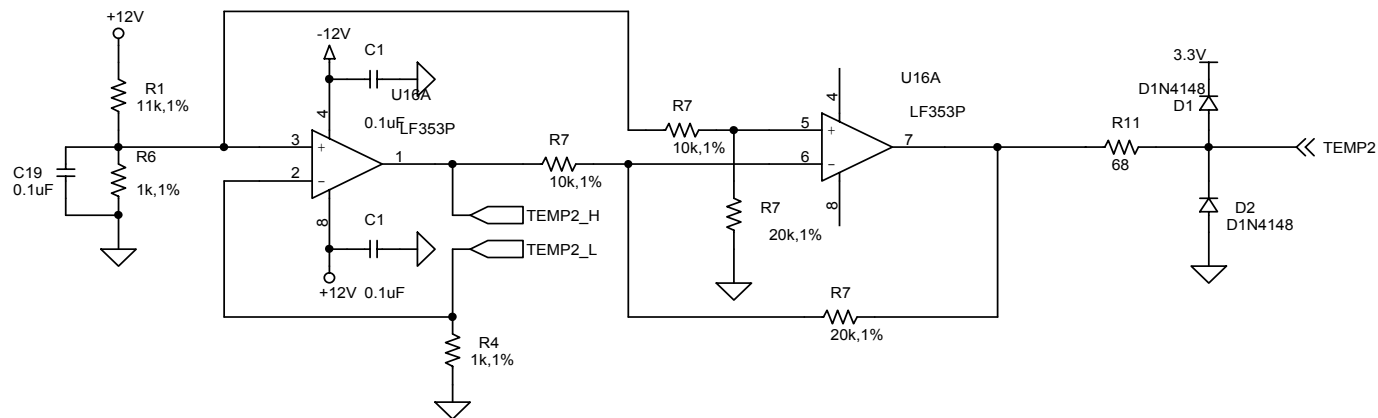 +12V
R1
11k,1%
R6
1k,1%
C19
0.1uF
-12V
C1
0.1uF
U16A
LF353P
4
3
+
1
2
−
8
C1
0.1uF
+12V
TEMP2_H
TEMP2_L
R4
1k,1%
R7
10k,1%
R7
10k,1%
R7
20k,1%
R7
20k,1%
U16A
LF353P
4
5
+
7
6
−
8
R11
68
3.3V
D1N4148
D1
D2
D1N4148
TEMP2